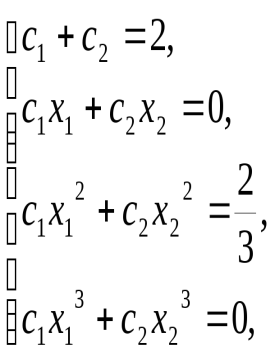 c₁ + c₂ = 2,
c₁x₁ + c₂x₂ = 0,
c₁x₁² + c₂x₂² = 2/3,
c₁x₁³ + c₂x₂³ = 0,